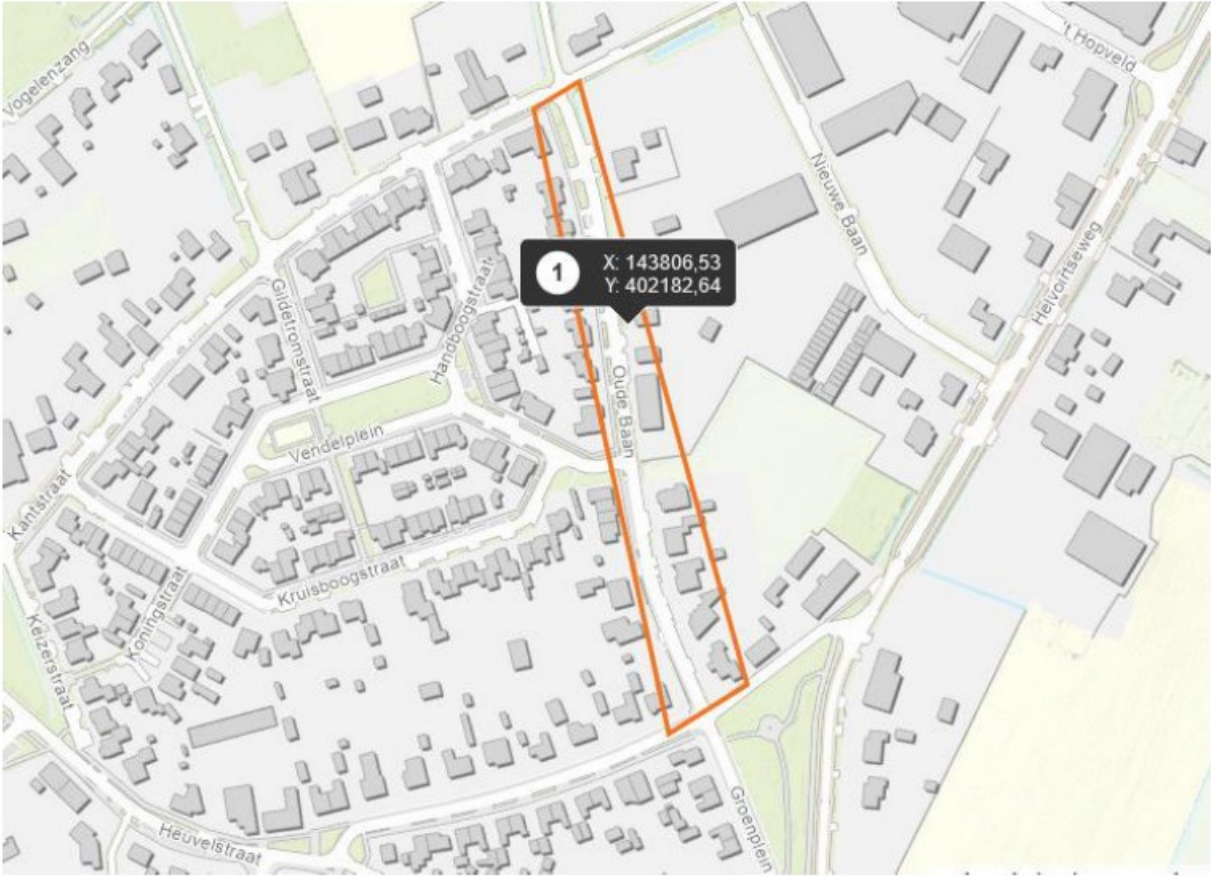 Vogelenzang
't Hopveld
Nieuwe Baan
Helvoirtseweg
1
X: 143806,53
Y: 402182,64
Gildetromstraat
Handboogstraat
Oude Baan
Vendelplein
Kantstraat
Kruisboogstraat
Koningstraat
Keizerstraat
Groenplein
Heuvelstraat